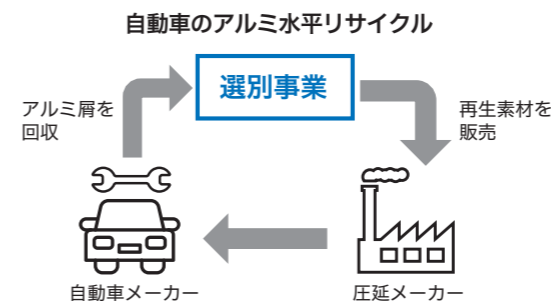 自動車のアルミ水平リサイクル
選別事業
アルミ屑を
回収
再生素材を
販売
自動車メーカー
圧延メーカー